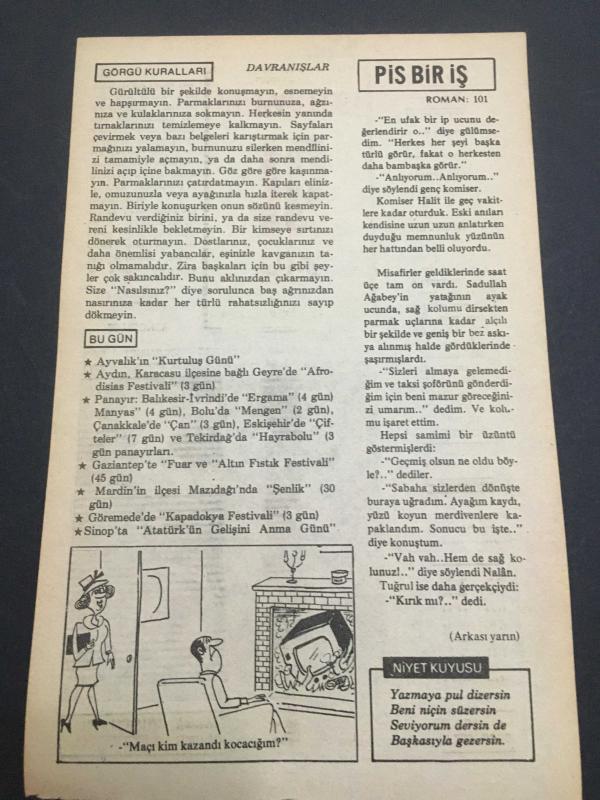 GÖRGÜ KURALLARI
DAVRANIŞLAR
Gürültülü bir şekilde konuşmayın, esnemeyin
ve hapşırmayın. Parmaklarınızı burnunuza, ağzı-
nıza ve kulaklarınıza sokmayın. Herkesin yanında
tırnaklarınızı temizlemeye kalkmayın. Sayfaları
çevirmek veya bazı belgeleri karıştırmak için par-
mağınızı yalamayın, burnunuzu silerken mendilini-
zi tamamiyle açmayın, ya da daha sonra mendi-
linizi açıp içine bakmayın. Göz göre göre kaşınma-
yın. Parmaklarınızı çatırdatmayın. Kapıları eliniz-
le, omuzunuzla veya ayağınızla hızla iterek kapat-
mayın. Biriyle konuşurken onun sözünü kesmeyin.
Randevu verdiğiniz birini, ya da size randevu ve-
reni kesinlikle bekletmeyin. Bir kimseye sırtınızı
dönerek oturmayın. Dostlarınız, çocuklarınız ve
daha önemlisi yabancılar, eşinizle kavganızın ta-
nığı olmamalıdır. Zira başkaları için bu gibi şey-
ler çok sakıncalıdır. Bunu aklınızdan çıkarmayın.
Size "Nasılsınız?" diye sorulunca baş ağrınızdan
nasırınıza kadar her türlü rahatsızlığınızı sayıp
dökmeyin.
BU GÜN
★ Ayvalık'ın "Kurtuluş Günü"
★ Aydın, Karacasu ilçesine bağlı Geyre'de "Afro-
disias Festivali" (3 gün)
★ Panayır: Balıkesir-İvrindi'de "Ergama" (4 gün)
Manyas" (4 gün), Bolu'da "Mengen" (2 gün),
Çanakkale'de "Çan" (3 gün), Eskişehir'de "Çif-
teler" (7 gün) ve Tekirdağ'da "Hayrabolu" (3
gün panayırları.
★ Gaziantep'te "Fuar ve "Altın Fıstık Festivali"
(45 gün)
★ Mardin'in ilçesi Mazıdağı'nda "Şenlik" (30
gün)
★ Göremede'de "Kapadokya Festivali" (3 gün)
★ Sinop'ta "Atatürk'ün Gelişini Anma Günü"
-"Maçı kim kazandı kocacığım?"
PİS BİR İŞ
ROMAN: 101
-"En ufak bir ip ucunu de-
ğerlendirir o.." diye gülümse-
dim. "Herkes her şeyi başka
türlü görür, fakat o herkesten
daha bambaşka görür."
-"Anlıyorum..Anlıyorum.."
diye söylendi genç komiser.
Komiser Halit ile geç vakit-
lere kadar oturduk. Eski anıları
kendisine uzun uzun anlatırken
duyduğu memnunluk yüzünün
her hattından belli oluyordu.
Misafirler geldiklerinde saat
üçe tam on vardı. Sadullah
Ağabey'in yatağının ayak
ucunda, sağ kolumu dirsekten
parmak uçlarına kadar alçılı
bir şekilde ve geniş bir bez askı-
ya alınmış halde gördüklerinde
şaşırmışlardı.
-"Sizleri almaya gelemedi-
ğim ve taksi şoförünü gönderdi-
ğim için beni mazur göreceğini-
zi umarım.." dedim. Ve kolu-
mu işaret ettim.
Hepsi samimi bir üzüntü
göstermişlerdi:
-"Geçmiş olsun ne oldu böy-
le?.." dediler.
-"Sabaha sizlerden dönüşte
buraya uğradım. Ayağım kaydı,
yüzü koyun merdivenlere ka-
paklandım. Sonucu bu işte.."
diye konuştum.
-"Vah vah..Hem de sağ ko-
lunuz!.." diye söylendi Nalân.
Tuğrul ise daha gerçekçiydi:
-"Kırık mı?.." dedi.
(Arkası yarın)
NİYET KUYUSU
Yazmaya pul dizersin
Beni niçin süzersin
Seviyorum dersin de
Başkasıyla gezersin.